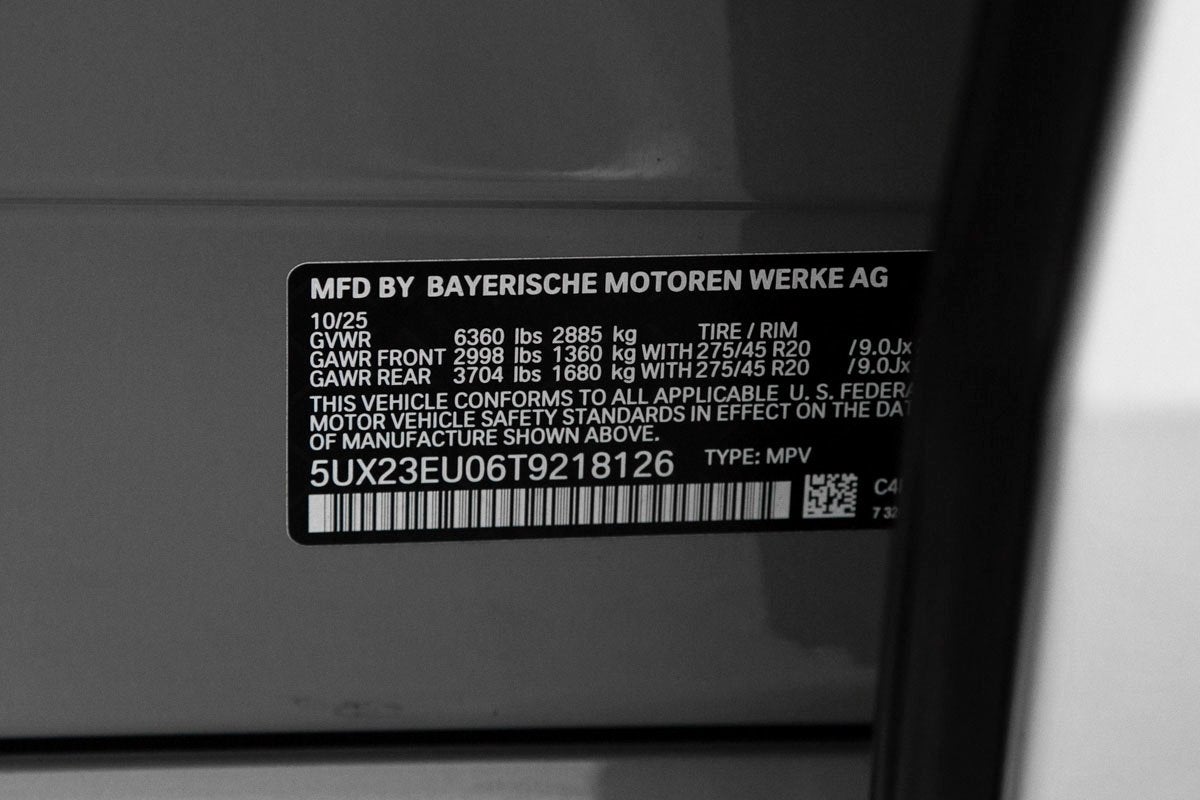 MFD BY BAYERISCHE MOTOREN WERKE AG
10/25
GVWR 6360 lbs 2885 kg TIRE / RIM
GAWR FRONT 2998 lbs 1360 kg WITH 275/45 R20 /9.0Jx
GAWR REAR 3704 lbs 1680 kg WITH 275/45 R20 /9.0Jx
THIS VEHICLE CONFORMS TO ALL APPLICABLE U. S. FEDERA
MOTOR VEHICLE SAFETY STANDARDS IN EFFECT ON THE DAT
OF MANUFACTURE SHOWN ABOVE.
5UX23EU06T9218126 TYPE: MPV
C4
7 32